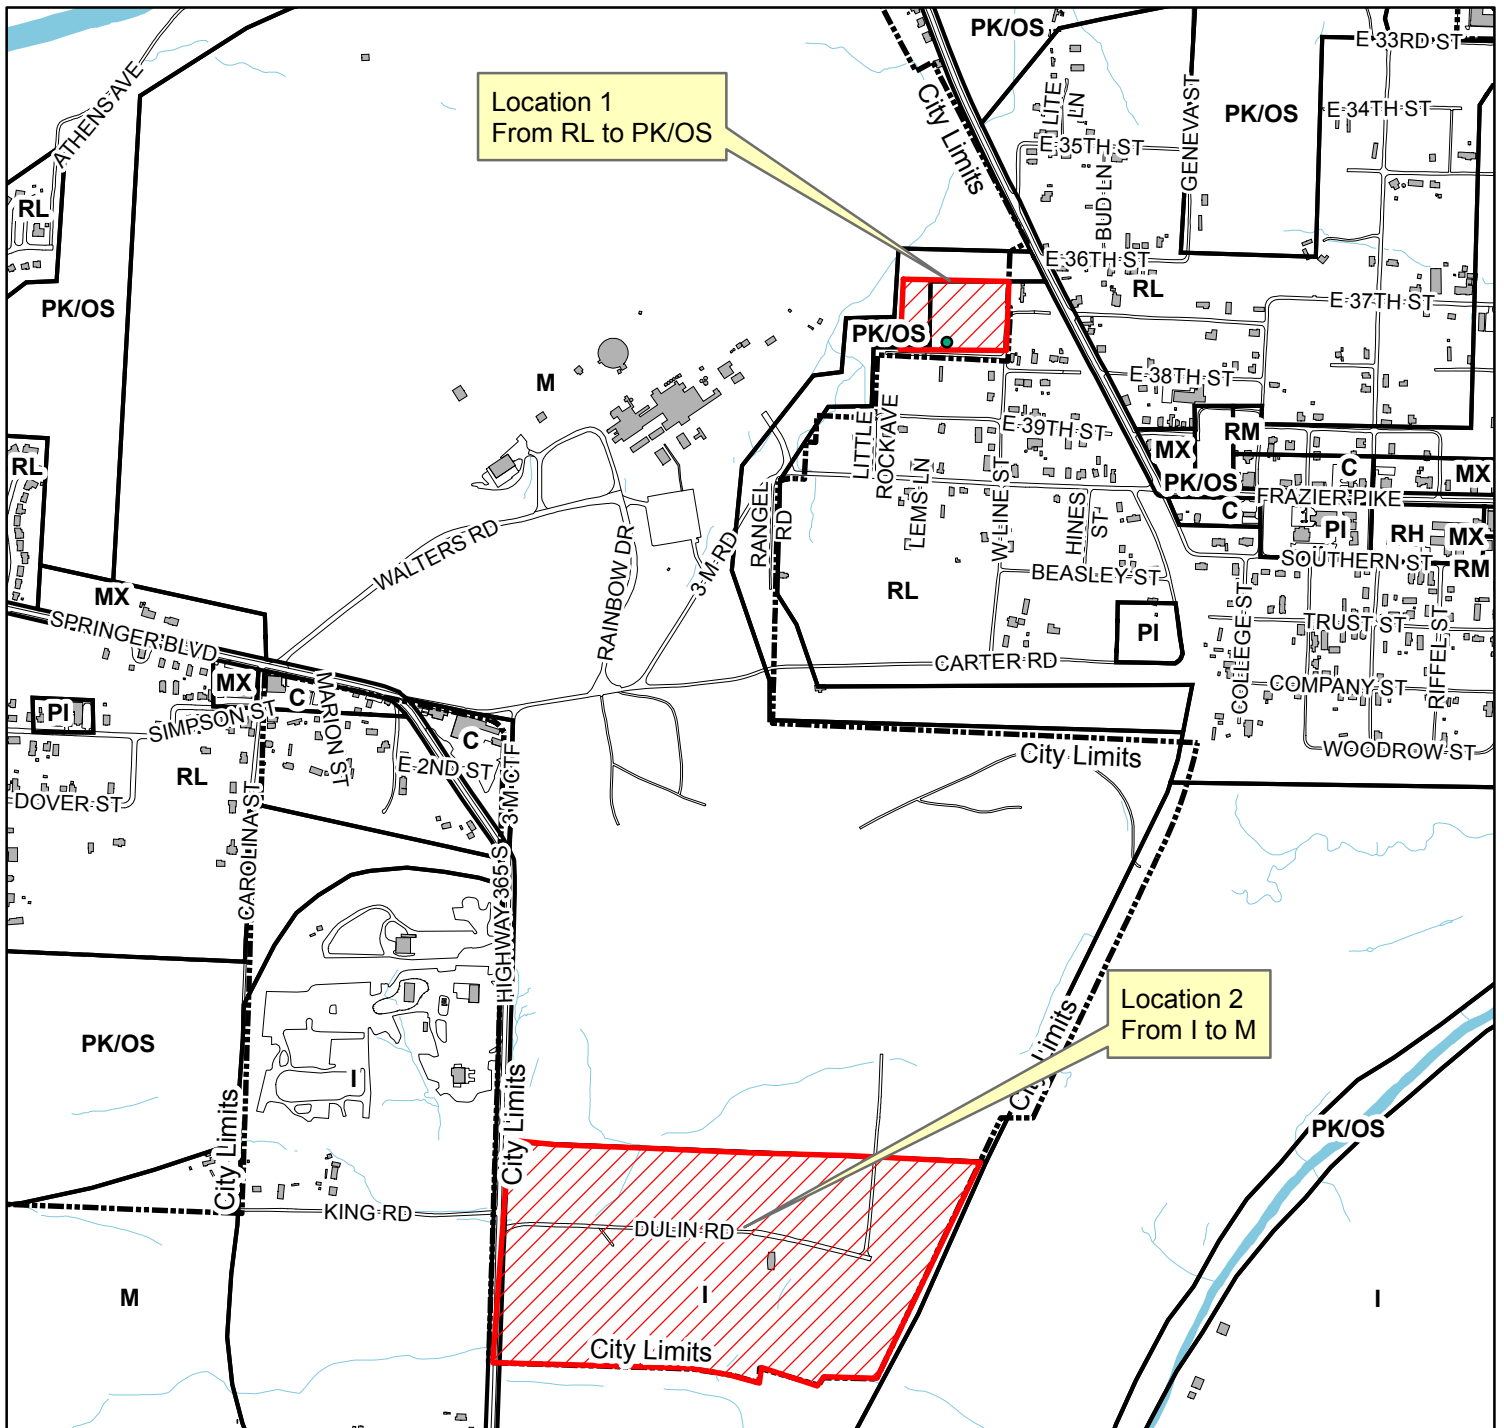 PK/OS
E 33RD ST
ATHENS AVE
Location 1
From RL to PK/OS
City Limits
LITE
LN
GENEVA ST
PK/OS
E 34TH ST
E 35TH ST
BUD LN
RL
E 36TH ST
RL
PK/OS
E 37TH ST
PK/OS
M
E 38TH ST
LITTLE
ROCK AVE
E 39TH ST
MX
RM
RL
C
MX
PK/OS
FRAZIER PIKE
C
LEMS LN
W LINE ST
HINES
ST
RANGEL
RD
PI
RH
MX
WALTERS RD
RAINBOW DR
3 M RD
SOUTHERN ST
RM
BEASLEY ST
RL
MX
SPRINGER BLVD
COLLEGE ST
TRUST ST
RIFFEL ST
PI
CARTER RD
MX
C
MARION ST
COMPANY ST
PI
SIMPSON ST
C
WOODROW ST
City Limits
E 2ND ST
3 M CTF
RL
DOVER ST
CAROLINA ST
HIGHWAY 365 S
Location 2
From I to M
City Limits
PK/OS
I
City Limits
City Limits
PK/OS
KING RD
DULIN RD
M
I
I
City Limits